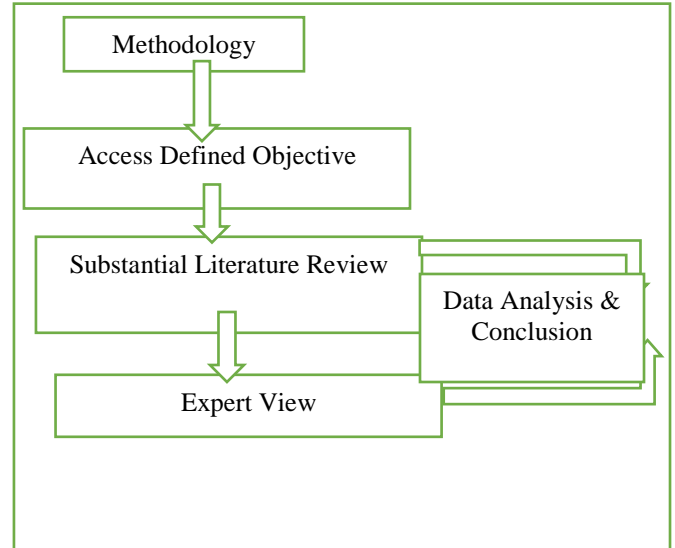 Methodology
Access Defined Objective
Substantial Literature Review
Data Analysis &
Conclusion
Expert View